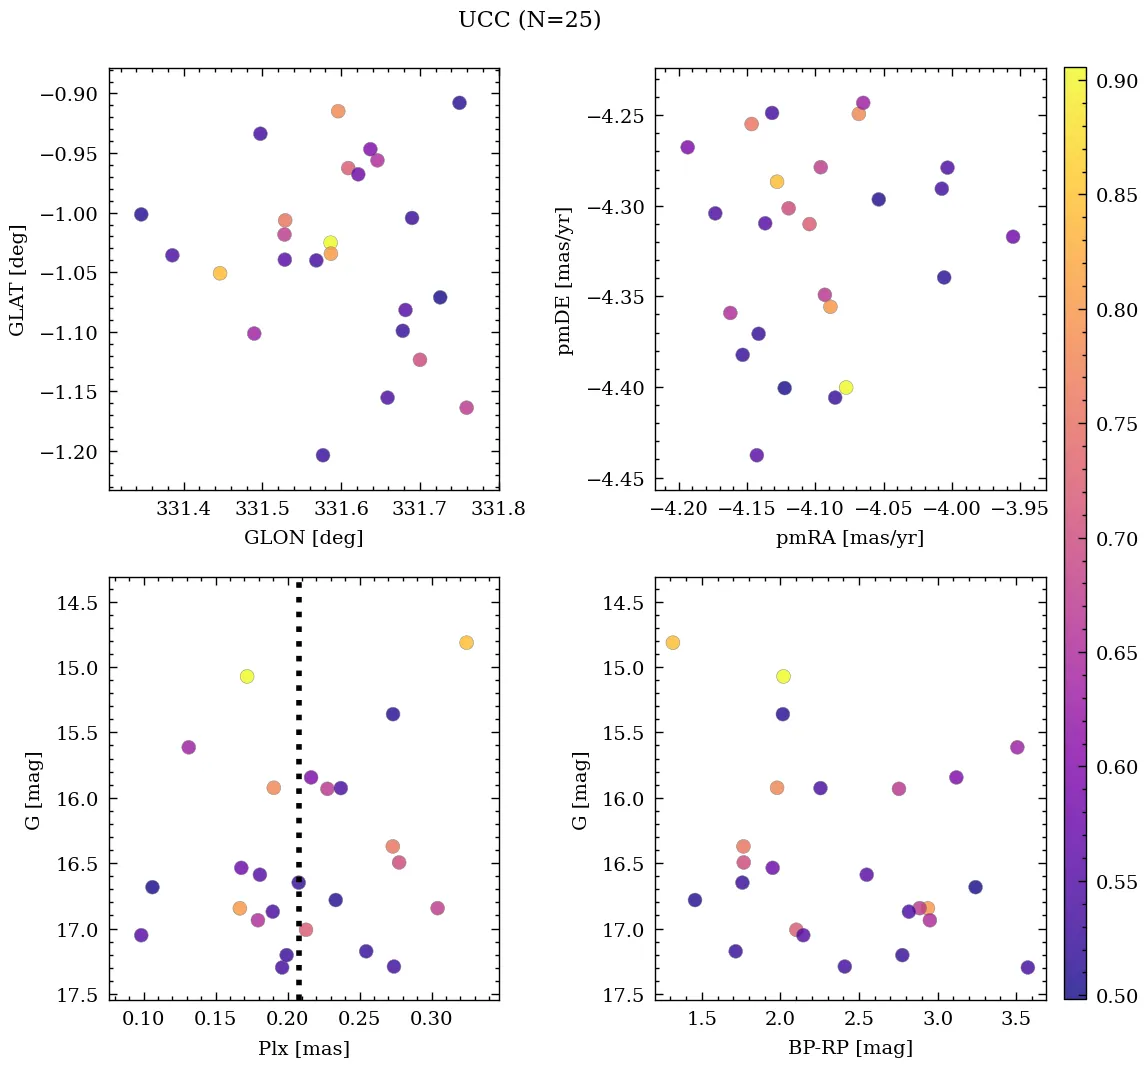 UCC (N=25)
−0.90
−0.95
−1.00
−1.05
−1.10
−1.15
−1.20
GLAT [deg]
331.4 331.5 331.6 331.7 331.8
GLON [deg]
−4.25
−4.30
−4.35
−4.40
−4.45
pmDE [mas/yr]
−4.20 −4.15 −4.10 −4.05 −4.00 −3.95
pmRA [mas/yr]
14.5
15.0
15.5
16.0
16.5
17.0
17.5
G [mag]
0.10 0.15 0.20 0.25 0.30
Plx [mas]
14.5
15.0
15.5
16.0
16.5
17.0
17.5
G [mag]
1.5 2.0 2.5 3.0 3.5
BP-RP [mag]
0.90
0.85
0.80
0.75
0.70
0.65
0.60
0.55
0.50